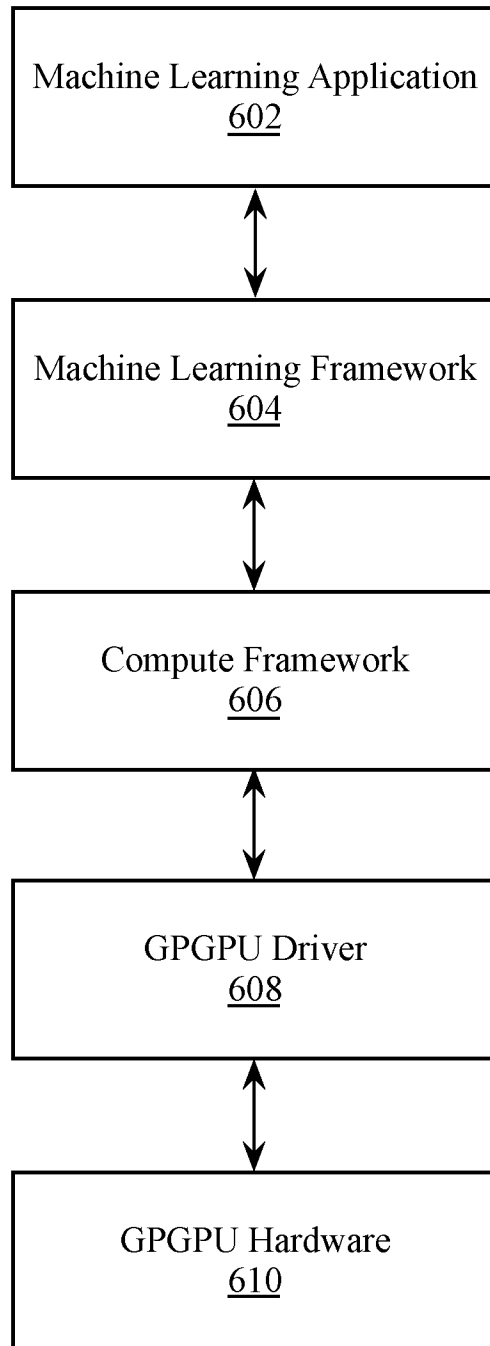 Machine Learning Application
602
Machine Learning Framework
604
Compute Framework
606
GPGPU Driver
608
GPGPU Hardware
610